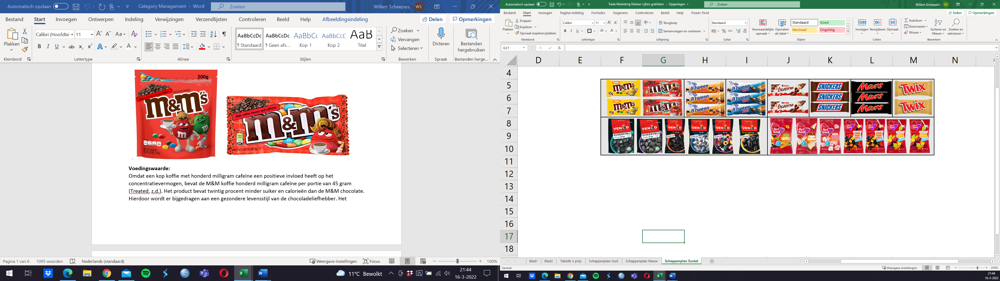 Automatisch opslaan
Category Management - Word
Zoeken
Willem Scheepers
WS
Bestand Start Invoegen Ontwerpen Indeling Verwijzingen Verzendlijsten Controleren Beeld Help Afbeeldingsindeling
Delen
Opmerkingen
Plakken
Calibri (Hoofdtel 11
AaBbCcDc AaBbCcDc AaBbCc AaBbCcD AaB
¶ Standaard ¶ Geen afs... Kop 1 Kop 2 Titel
Zoeken
Vervangen
Selecteren
Dicteren
Bestanden
hergebruiken
Klembord Lettertype Alinea Stijlen Bewerken Spraak Bestanden herge...
200g
CHOCOLATE CANDIES
With coffee flavour and caffeine
m&m's
m&m's
Voedingswaarde:
Omdat een kop koffie met honderd milligram cafeïne een positieve invloed heeft op het
concentratievermogen, bevat de M&M koffie honderd milligram cafeïne per portie van 45 gram
(Treated, z.d.). Het product bevat twintig procent minder suiker en calorieën dan de M&M chocolate.
Hierdoor wordt er bijgedragen aan een gezondere levensstijl van de chocoladeliefhebber. Het
Pagina 1 van 6 1095 woorden Nederlands (standaard)
Weergave-instellingen Focus 100%
11°C Bewolkt
21:44
16-3-2022
Automatisch opslaan
Trade Marketing Nielsen cijfers grafieken - Opgeslagen
Zoeken
Willem Scheepers
WS
Bestand Start Invoegen Pagina-indeling Formules Gegevens Controleren Beeld Help Power Pivot
Delen
Opmerkingen
Plakken
Knippen
Kopiëren
Opmaak kopiëren/plakken
Calibri 11
Terugloop
Samenvoegen en centreren
Standaard
Voorwaardelijke opmaak
Opmaken als tabel
Standaard Goed
Neutraal Ongeldig
Invoegen Verwijderen Opmaak
AutoSom
Doorvoeren
Wissen
Sorteren en filteren
Zoeken en selecteren
Klembord Lettertype Uitlijning Getal Stijlen Cellen Bewerken
G17
D E F G H I J K L M N
4
5
6
7
8
9
10
11
12
13
14
15
16
17
18
m&m's m&m's B'tween BIG B'tween Kinder bueno SNICKERS Mars Twix
45g
SNICKERS Mars
m&m's m&m's B'tween BIG B'tween Kinder bueno SNICKERS Mars Twix
45g
VENCO VENCO VENCO VENCO VENCO VENCO
SUIKERVRIJ SUIKERVRIJ
Red Band Red Band Red Band
Blad1 Blad2 Tabelle n prijs Schappenplan Oud Schappenplan Nieuw Schappenplan Eurest
Gereed
Weergave-instellingen 250%
21:44
16-3-2022